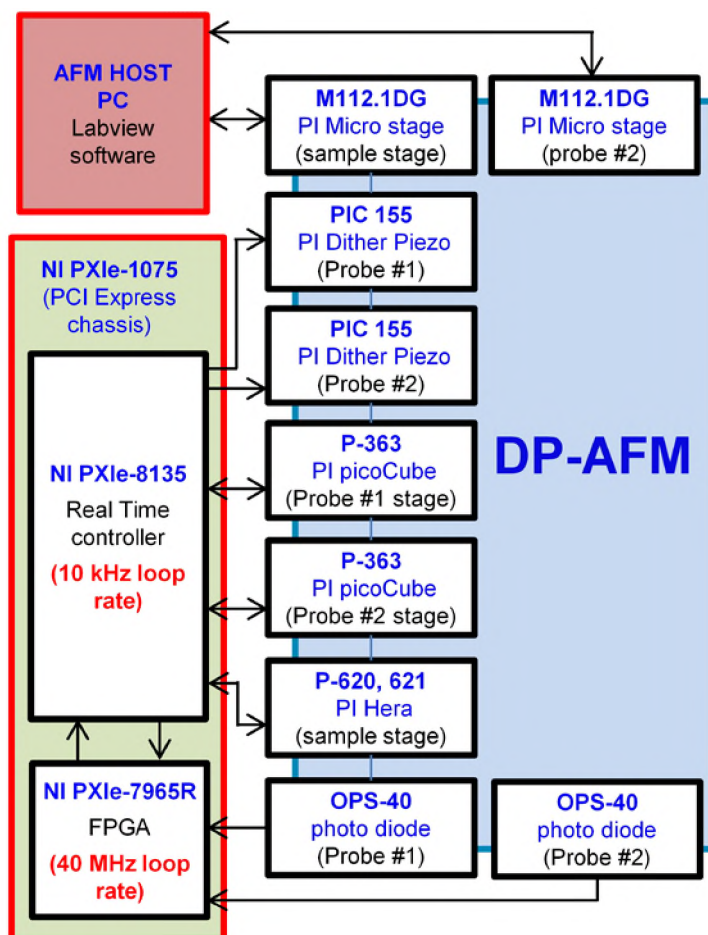 AFM HOST
PC
Labview
software
M112.1DG
PI Micro stage
(sample stage)
M112.1DG
PI Micro stage
(probe #2)
NI PXIe-1075
(PCI Express
chassis)
PIC 155
PI Dither Piezo
(Probe #1)
PIC 155
PI Dither Piezo
(Probe #2)
NI PXIe-8135
Real Time
controller
(10 kHz loop
rate)
P-363
PI picoCube
(Probe #1 stage)
DP-AFM
P-363
PI picoCube
(Probe #2 stage)
P-620, 621
PI Hera
(sample stage)
NI PXIe-7965R
FPGA
(40 MHz loop
rate)
OPS-40
photo diode
(Probe #1)
OPS-40
photo diode
(Probe #2)